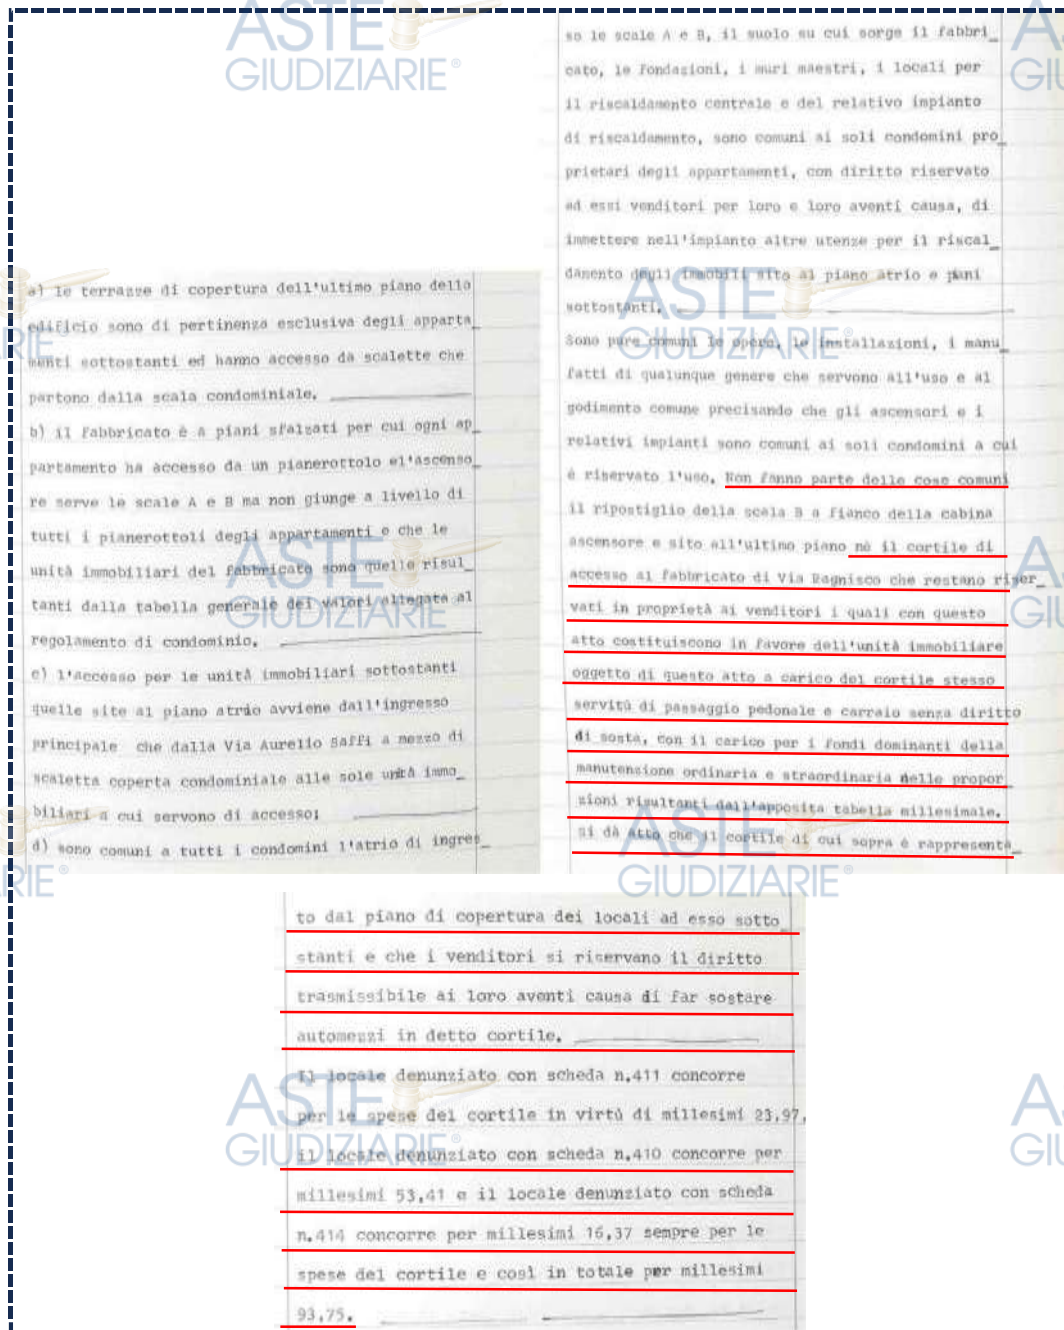 a) le terrazze di copertura dell'ultimo piano della
edificio sono di pertinenza esclusiva degli apparta_
menti sottostanti ed hanno accesso da scalette che
partono dalla scala condominiale.
b) il fabbricato è a piani sfalsati per cui ogni ap_
partamento ha accesso da un pianerottolo el'ascenso_
re serve le scale A e B ma non giunge a livello di
tutti i pianerottoli degli appartamenti e che le
unità immobiliari del fabbricato sono quelle risul_
tanti dalla tabella generale dei valori allegata al
regolamento di condominio.
c) l'accesso per le unità immobiliari sottostanti
quelle site al piano atrio avviene dall'ingresso
principale che dalla Via Aurelio Saffi a mezzo di
scaletta coperta condominiale alle sole unità immo_
biliari a cui servono di accesso;
d) sono comuni a tutti i condomini l'atrio di ingres_
so le scale A e B, il suolo su cui sorge il fabbri_
cato, le fondazioni, i muri maestri, i locali per
il riscaldamento centrale e del relativo impianto
di riscaldamento, sono comuni ai soli condomini pro_
prietari degli appartamenti, con diritto riservato
ad essi venditori per loro e loro aventi causa, di
immettere nell'impianto altre utenze per il riscal_
damento degli immobili sito al piano atrio e piani
sottostanti.
Sono pure comuni le opere, le installazioni, i manu_
fatti di qualunque genere che servono all'uso e al
godimento comune precisando che gli ascensori e i
relativi impianti sono comuni ai soli condomini a cui
è riservato l'uso. Non fanno parte delle cose comuni
il ripostiglio della scala B a fianco della cabina
ascensore e sito all'ultimo piano nè il cortile di
accesso al fabbricato di Via Bagnisco che restano riser_
vati in proprietà ai venditori i quali con questo
atto costituiscono in favore dell'unità immobiliare
oggetto di questo atto a carico del cortile stesso
servitù di passaggio pedonale e carraio senza diritto
di sosta, con il carico per i fondi dominanti della
manutensione ordinaria e straordinaria nelle propor
zioni risultanti dall'apposita tabella millesimale.
si dà atto che il cortile di cui sopra è rappresenta_
to dal piano di copertura dei locali ad esso sotto_
stanti e che i venditori si riservano il diritto
trasmissibile ai loro aventi causa di far sostare
automezzi in detto cortile.
Il locale denunziato con scheda n.411 concorre
per le spese del cortile in virtù di millesimi 23,97,
il locale denunziato con scheda n.410 concorre per
millesimi 53,41 e il locale denunziato con scheda
n.414 concorre per millesimi 16,37 sempre per le
spese del cortile e così in totale per millesimi
93,75.
ASTE
GIUDIZIARIE®